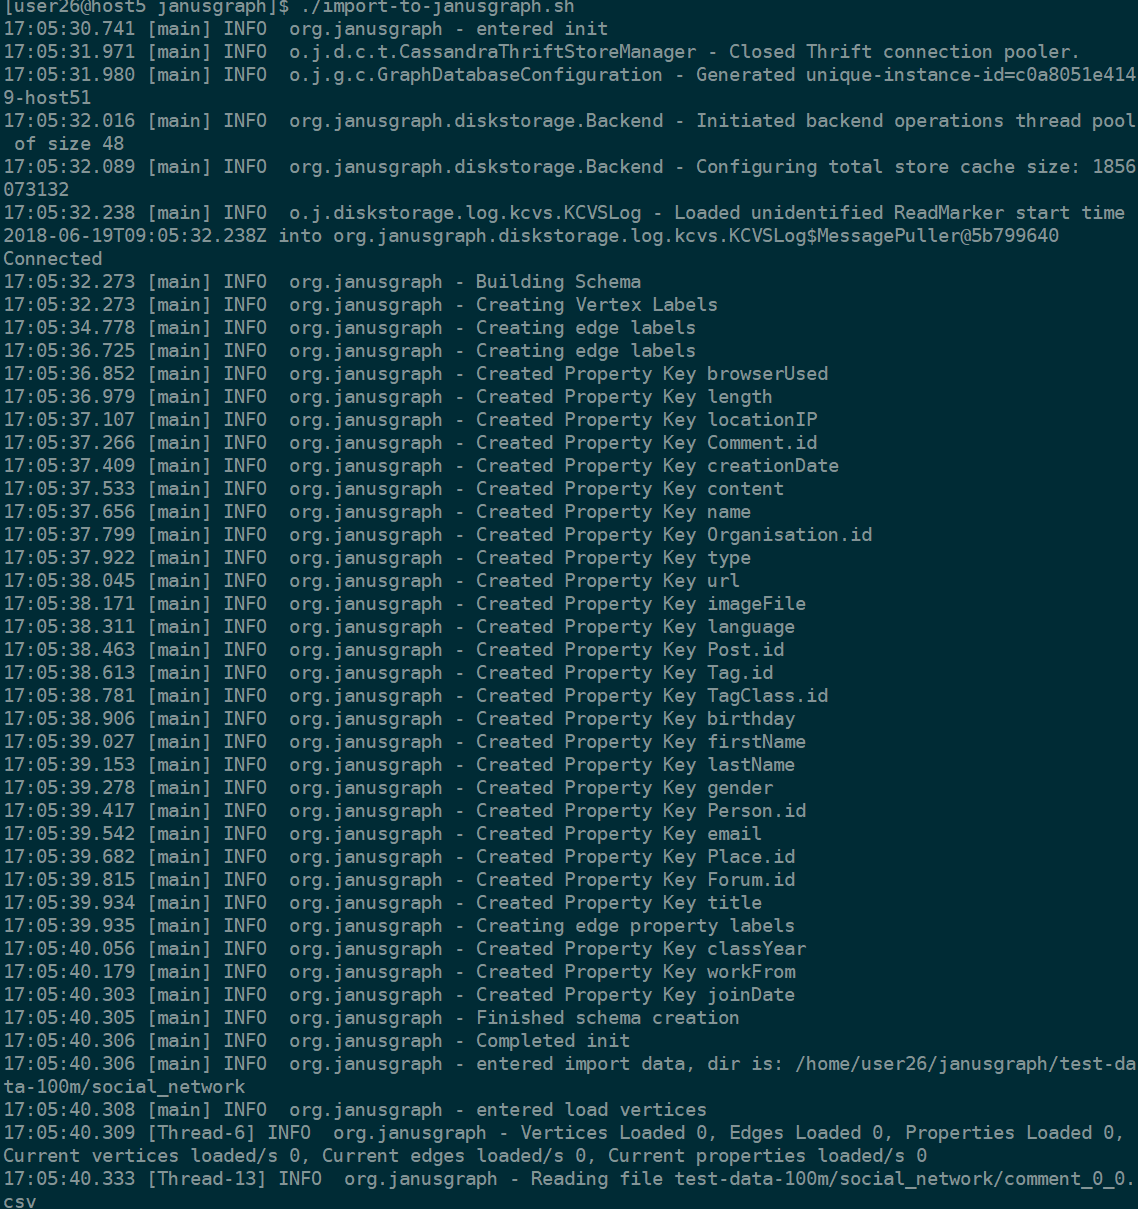 [user26@host5 janusgraph]$ ./import-to-janusgraph.sh
17:05:30.741 [main] INFO  org.janusgraph - entered init
17:05:31.971 [main] INFO  o.j.d.c.t.CassandraThriftStoreManager - Closed Thrift connection pooler.
17:05:31.980 [main] INFO  o.j.g.c.GraphDatabaseConfiguration - Generated unique-instance-id=c0a8051e414
9-host51
17:05:32.016 [main] INFO  org.janusgraph.diskstorage.Backend - Initiated backend operations thread pool
 of size 48
17:05:32.089 [main] INFO  org.janusgraph.diskstorage.Backend - Configuring total store cache size: 1856
073132
17:05:32.238 [main] INFO  o.j.diskstorage.log.kcvs.KCVSLog - Loaded unidentified ReadMarker start time
2018-06-19T09:05:32.238Z into org.janusgraph.diskstorage.log.kcvs.KCVSLog$MessagePuller@5b799640
Connected
17:05:32.273 [main] INFO  org.janusgraph - Building Schema
17:05:32.273 [main] INFO  org.janusgraph - Creating Vertex Labels
17:05:34.778 [main] INFO  org.janusgraph - Creating edge labels
17:05:36.725 [main] INFO  org.janusgraph - Creating edge labels
17:05:36.852 [main] INFO  org.janusgraph - Created Property Key browserUsed
17:05:36.979 [main] INFO  org.janusgraph - Created Property Key length
17:05:37.107 [main] INFO  org.janusgraph - Created Property Key locationIP
17:05:37.266 [main] INFO  org.janusgraph - Created Property Key Comment.id
17:05:37.409 [main] INFO  org.janusgraph - Created Property Key creationDate
17:05:37.533 [main] INFO  org.janusgraph - Created Property Key content
17:05:37.656 [main] INFO  org.janusgraph - Created Property Key name
17:05:37.799 [main] INFO  org.janusgraph - Created Property Key Organisation.id
17:05:37.922 [main] INFO  org.janusgraph - Created Property Key type
17:05:38.045 [main] INFO  org.janusgraph - Created Property Key url
17:05:38.171 [main] INFO  org.janusgraph - Created Property Key imageFile
17:05:38.311 [main] INFO  org.janusgraph - Created Property Key language
17:05:38.463 [main] INFO  org.janusgraph - Created Property Key Post.id
17:05:38.613 [main] INFO  org.janusgraph - Created Property Key Tag.id
17:05:38.781 [main] INFO  org.janusgraph - Created Property Key TagClass.id
17:05:38.906 [main] INFO  org.janusgraph - Created Property Key birthday
17:05:39.027 [main] INFO  org.janusgraph - Created Property Key firstName
17:05:39.153 [main] INFO  org.janusgraph - Created Property Key lastName
17:05:39.278 [main] INFO  org.janusgraph - Created Property Key gender
17:05:39.417 [main] INFO  org.janusgraph - Created Property Key Person.id
17:05:39.542 [main] INFO  org.janusgraph - Created Property Key email
17:05:39.682 [main] INFO  org.janusgraph - Created Property Key Place.id
17:05:39.815 [main] INFO  org.janusgraph - Created Property Key Forum.id
17:05:39.934 [main] INFO  org.janusgraph - Created Property Key title
17:05:39.935 [main] INFO  org.janusgraph - Creating edge property labels
17:05:40.056 [main] INFO  org.janusgraph - Created Property Key classYear
17:05:40.179 [main] INFO  org.janusgraph - Created Property Key workFrom
17:05:40.303 [main] INFO  org.janusgraph - Created Property Key joinDate
17:05:40.305 [main] INFO  org.janusgraph - Finished schema creation
17:05:40.306 [main] INFO  org.janusgraph - Completed init
17:05:40.306 [main] INFO  org.janusgraph - entered import data, dir is: /home/user26/janusgraph/test-da
ta-100m/social_network
17:05:40.308 [main] INFO  org.janusgraph - entered load vertices
17:05:40.309 [Thread-6] INFO  org.janusgraph - Vertices Loaded 0, Edges Loaded 0, Properties Loaded 0,
Current vertices loaded/s 0, Current edges loaded/s 0, Current properties loaded/s 0
17:05:40.333 [Thread-13] INFO  org.janusgraph - Reading file test-data-100m/social_network/comment_0_0.
csv